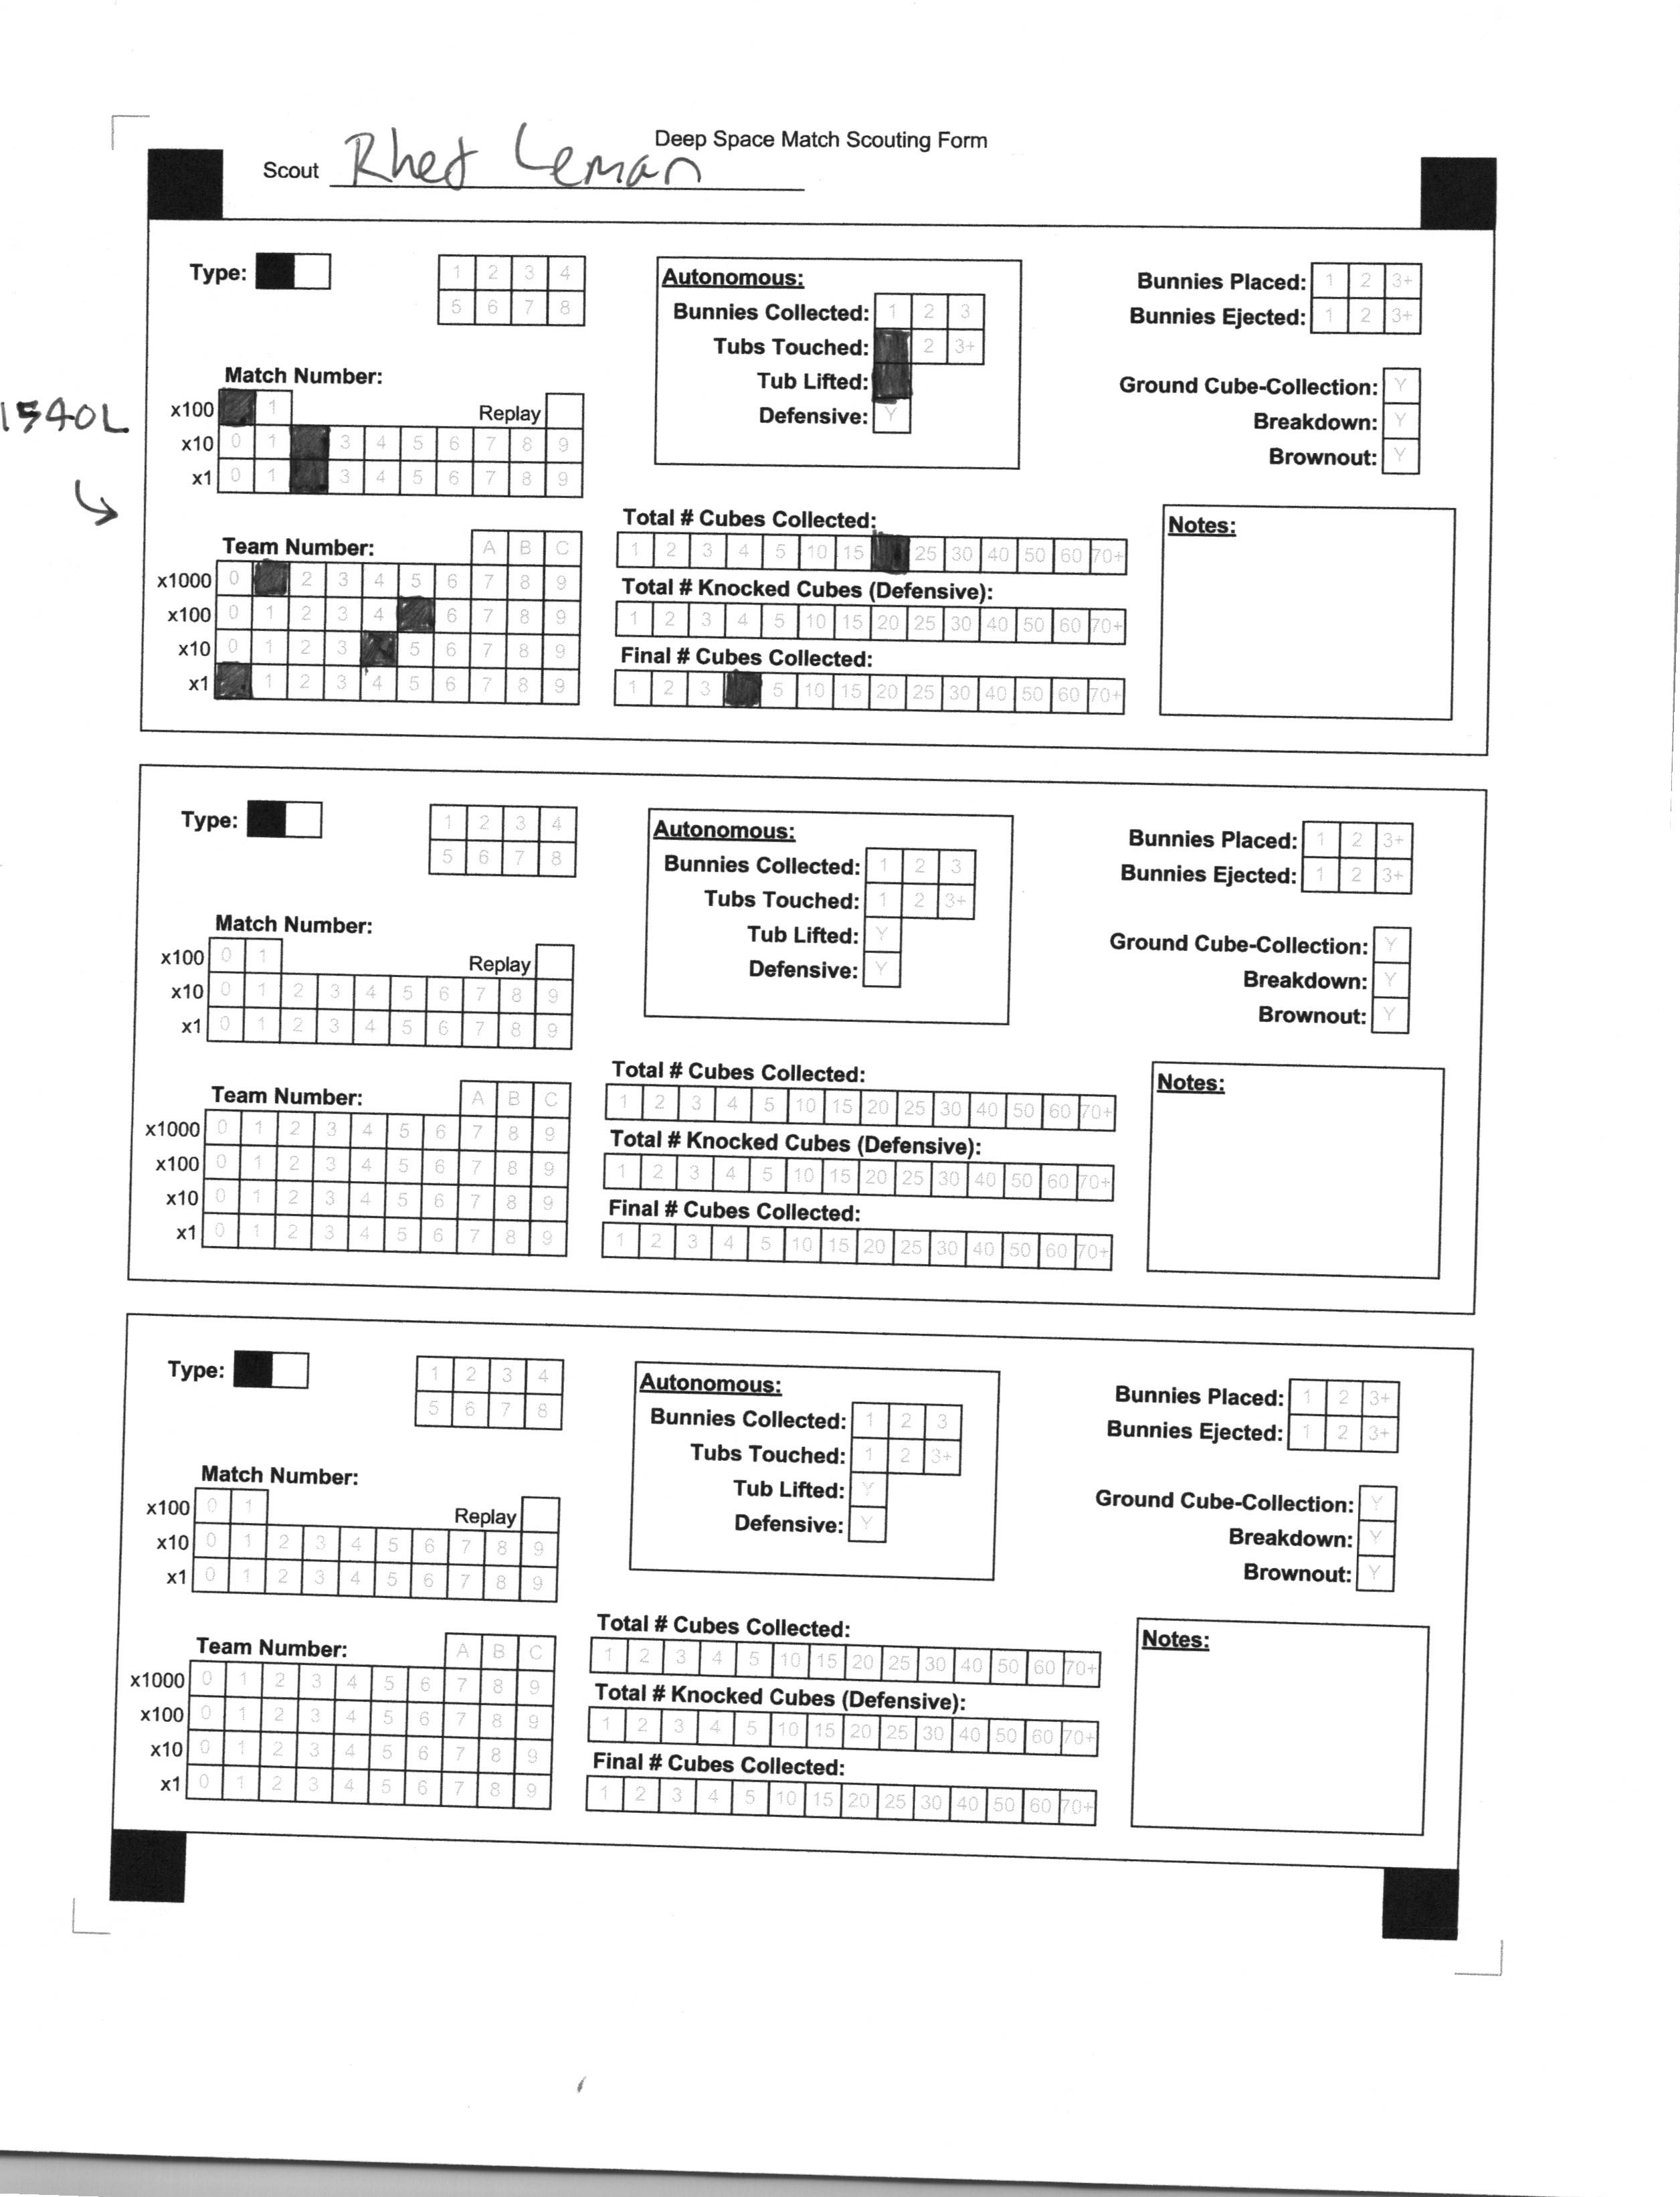 Deep Space Match Scouting Form
Scout Rhet Leman
Type:
1 2 3 4
5 6 7 8
Autonomous:
Bunnies Collected: 1 2 3
Tubs Touched: 2 3+
Tub Lifted:
Defensive: Y
Bunnies Placed: 1 2 3+
Bunnies Ejected: 1 2 3+
Ground Cube-Collection: Y
Breakdown: Y
Brownout: Y
Match Number:
x100 1 Replay
x10 0 1 3 4 5 6 7 8 9
x1 0 1 3 4 5 6 7 8 9
1540L
Team Number: A B C
x1000 0 2 3 4 5 6 7 8 9
x100 0 1 2 3 4 6 7 8 9
x10 0 1 2 3 5 6 7 8 9
x1 1 2 3 4 5 6 7 8 9
Total # Cubes Collected:
1 2 3 4 5 10 15 25 30 40 50 60 70+
Total # Knocked Cubes (Defensive):
1 2 3 4 5 10 15 20 25 30 40 50 60 70+
Final # Cubes Collected:
1 2 3 5 10 15 20 25 30 40 50 60 70+
Notes:
Type:
1 2 3 4
5 6 7 8
Autonomous:
Bunnies Collected: 1 2 3
Tubs Touched: 1 2 3+
Tub Lifted: Y
Defensive: Y
Bunnies Placed: 1 2 3+
Bunnies Ejected: 1 2 3+
Ground Cube-Collection: Y
Breakdown: Y
Brownout: Y
Match Number:
x100 0 1 Replay
x10 0 1 2 3 4 5 6 7 8 9
x1 0 1 2 3 4 5 6 7 8 9
Team Number: A B C
x1000 0 1 2 3 4 5 6 7 8 9
x100 0 1 2 3 4 5 6 7 8 9
x10 0 1 2 3 4 5 6 7 8 9
x1 0 1 2 3 4 5 6 7 8 9
Total # Cubes Collected:
1 2 3 4 5 10 15 20 25 30 40 50 60 70+
Total # Knocked Cubes (Defensive):
1 2 3 4 5 10 15 20 25 30 40 50 60 70+
Final # Cubes Collected:
1 2 3 4 5 10 15 20 25 30 40 50 60 70+
Notes:
Type:
1 2 3 4
5 6 7 8
Autonomous:
Bunnies Collected: 1 2 3
Tubs Touched: 1 2 3+
Tub Lifted: Y
Defensive: Y
Bunnies Placed: 1 2 3+
Bunnies Ejected: 1 2 3+
Ground Cube-Collection: Y
Breakdown: Y
Brownout: Y
Match Number:
x100 0 1 Replay
x10 0 1 2 3 4 5 6 7 8 9
x1 0 1 2 3 4 5 6 7 8 9
Team Number: A B C
x1000 0 1 2 3 4 5 6 7 8 9
x100 0 1 2 3 4 5 6 7 8 9
x10 0 1 2 3 4 5 6 7 8 9
x1 0 1 2 3 4 5 6 7 8 9
Total # Cubes Collected:
1 2 3 4 5 10 15 20 25 30 40 50 60 70+
Total # Knocked Cubes (Defensive):
1 2 3 4 5 10 15 20 25 30 40 50 60 70+
Final # Cubes Collected:
1 2 3 4 5 10 15 20 25 30 40 50 60 70+
Notes: